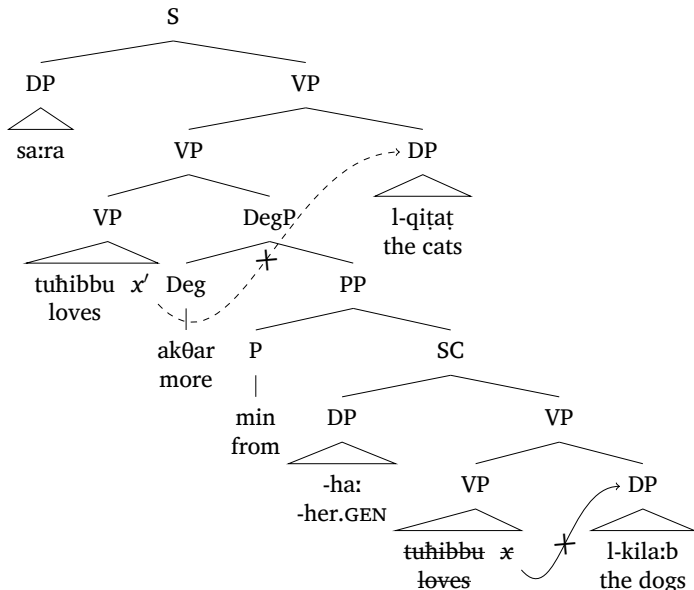 S
DP VP
sa:ra VP DP
VP DegP l-qiṭaṭ
the cats
tuħibbu x′ Deg PP
loves
akθar P SC
more
min DP VP
from
-ha: VP DP
-her.GEN
tuħibbu x l-kila:b
loves the dogs